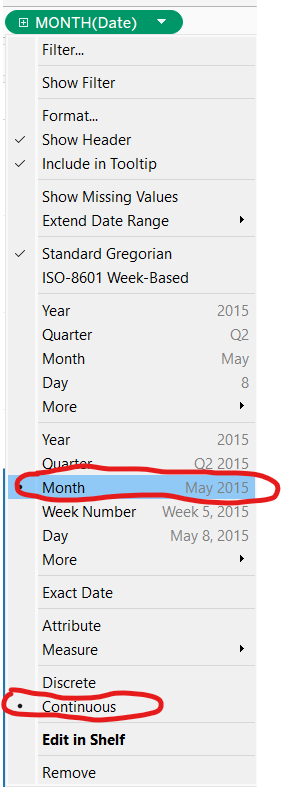 MONTH(Date)
Filter...
Show Filter
Format...
Show Header
Include in Tooltip
Show Missing Values
Extend Date Range
Standard Gregorian
ISO-8601 Week-Based
Year 2015
Quarter Q2
Month May
Day 8
More
Year 2015
Quarter Q2 2015
Month May 2015
Week Number Week 5, 2015
Day May 8, 2015
More
Exact Date
Attribute
Measure
Discrete
Continuous
Edit in Shelf
Remove